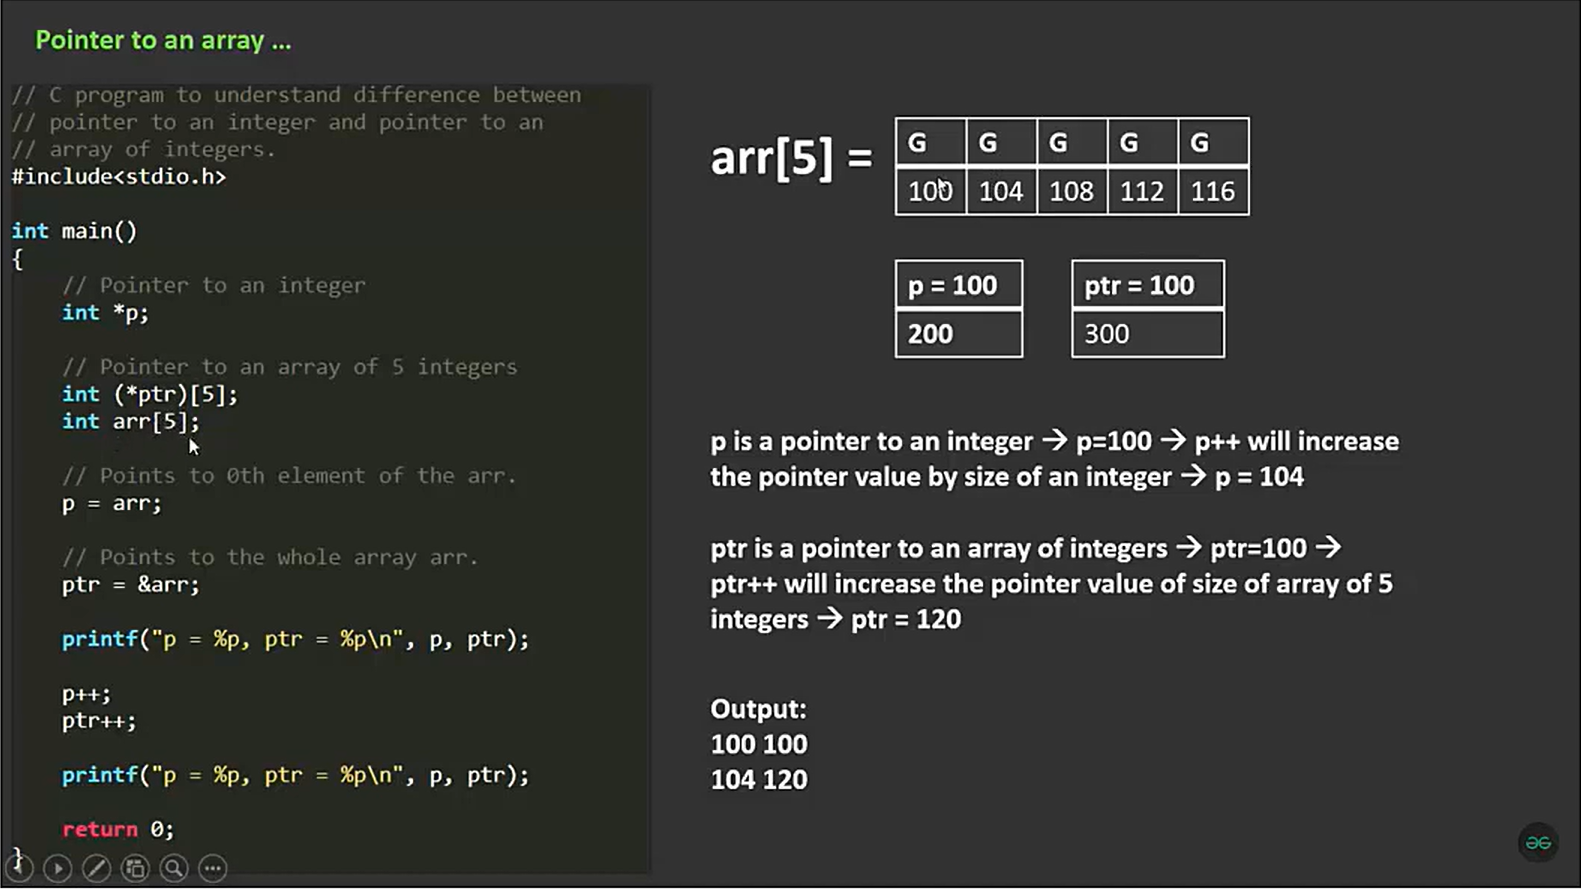 Pointer to an array ...
// C program to understand difference between
// pointer to an integer and pointer to an
// array of integers.
#include<stdio.h>
int main()
{
// Pointer to an integer
int *p;
// Pointer to an array of 5 integers
int (*ptr)[5];
int arr[5];
// Points to 0th element of the arr.
p = arr;
// Points to the whole array arr.
ptr = &arr;
printf("p = %p, ptr = %p\n", p, ptr);
p++;
ptr++;
printf("p = %p, ptr = %p\n", p, ptr);
return 0;
}
arr[5] =
G G G G G
100 104 108 112 116
p = 100
200
ptr = 100
300
p is a pointer to an integer → p=100 → p++ will increase
the pointer value by size of an integer → p = 104
ptr is a pointer to an array of integers → ptr=100 →
ptr++ will increase the pointer value of size of array of 5
integers → ptr = 120
Output:
100 100
104 120